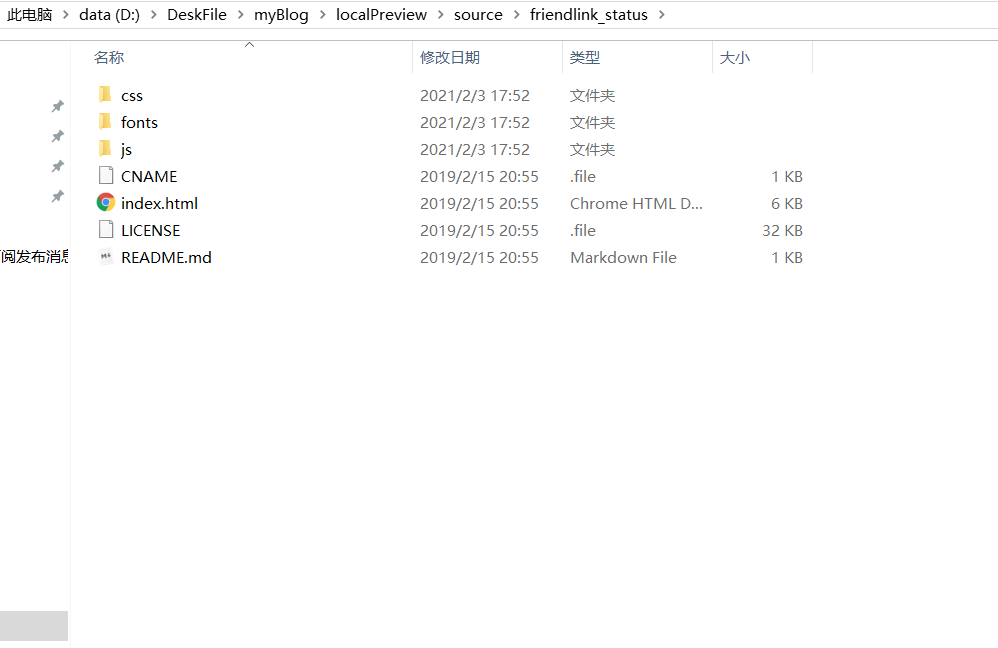 此电脑 > data (D:) > DeskFile > myBlog > localPreview > source > friendlink_status >
名称 修改日期 类型 大小
css 2021/2/3 17:52 文件夹
fonts 2021/2/3 17:52 文件夹
js 2021/2/3 17:52 文件夹
CNAME 2019/2/15 20:55 .file 1 KB
index.html 2019/2/15 20:55 Chrome HTML D... 6 KB
LICENSE 2019/2/15 20:55 .file 32 KB
阅发布消息
README.md 2019/2/15 20:55 Markdown File 1 KB